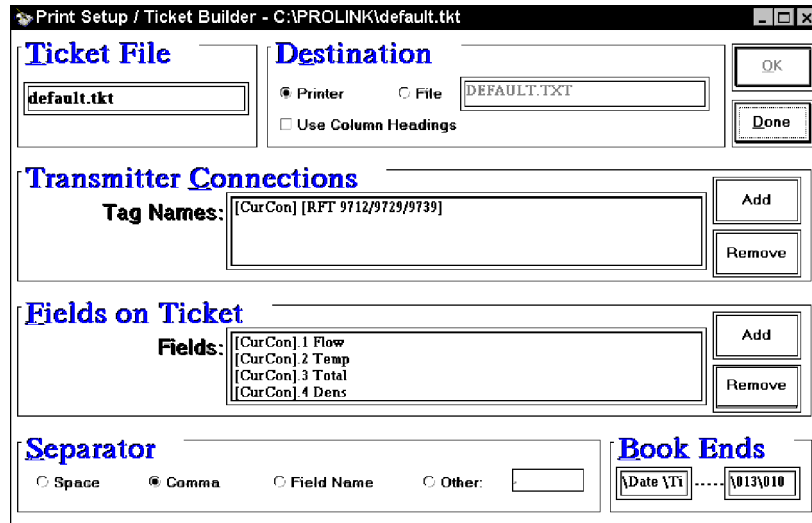 Print Setup / Ticket Builder - C:\PROLINK\default.tkt
Ticket File
default.tkt
Destination
Printer
File
DEFAULT.TXT
Use Column Headings
OK
Done
Transmitter Connections
Tag Names:
[CurCon] [RFT 9712/9729/9739]
Add
Remove
Fields on Ticket
Fields:
[CurCon].1 Flow
[CurCon].2 Temp
[CurCon].3 Total
[CurCon].4 Dens
Add
Remove
Separator
Space
Comma
Field Name
Other:
Book Ends
\Date \Ti
-----
\013\010